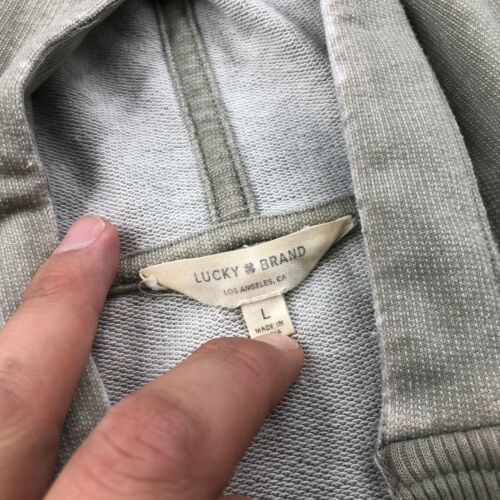 LUCKY BRAND
LOS ANGELES, CA
L
MADE IN